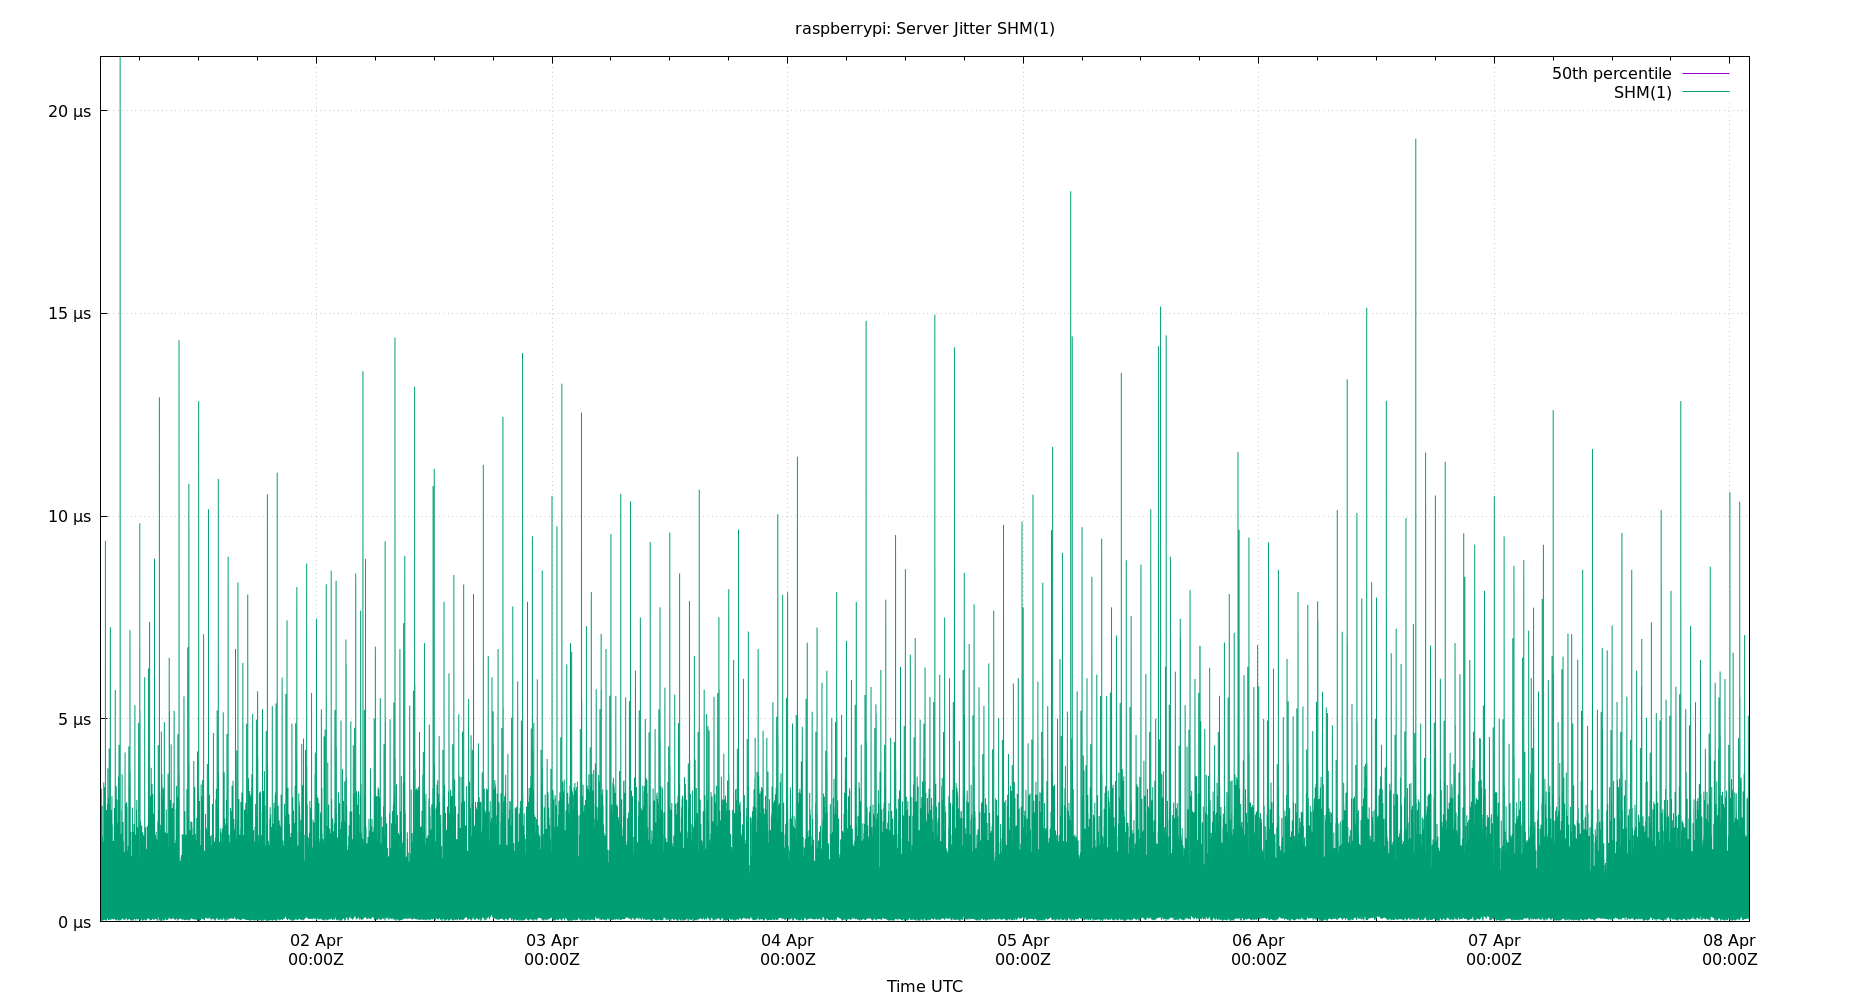 raspberrypi: Server Jitter SHM(1)
50th percentile
SHM(1)
20 µs
15 µs
10 µs
5 µs
0 µs
02 Apr 03 Apr 04 Apr 05 Apr 06 Apr 07 Apr 08 Apr
00:00Z 00:00Z 00:00Z 00:00Z 00:00Z 00:00Z 00:00Z
Time UTC